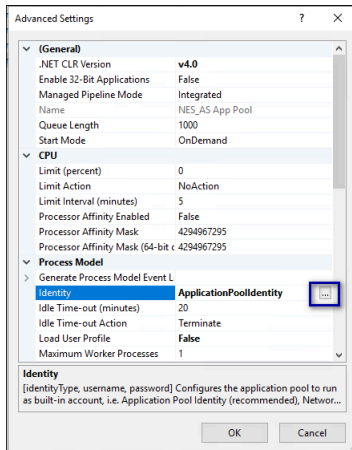 Advanced Settings ? ×
(General)
.NET CLR Version v4.0
Enable 32-Bit Applications False
Managed Pipeline Mode Integrated
Name NES_AS App Pool
Queue Length 1000
Start Mode OnDemand
CPU
Limit (percent) 0
Limit Action NoAction
Limit Interval (minutes) 5
Processor Affinity Enabled False
Processor Affinity Mask 4294967295
Processor Affinity Mask (64-bit c 4294967295
Process Model
Generate Process Model Event L
Identity ApplicationPoolIdentity ...
Idle Time-out (minutes) 20
Idle Time-out Action Terminate
Load User Profile False
Maximum Worker Processes 1
Identity
[identityType, username, password] Configures the application pool to run
as built-in account, i.e. Application Pool Identity (recommended), Networ...
OK Cancel